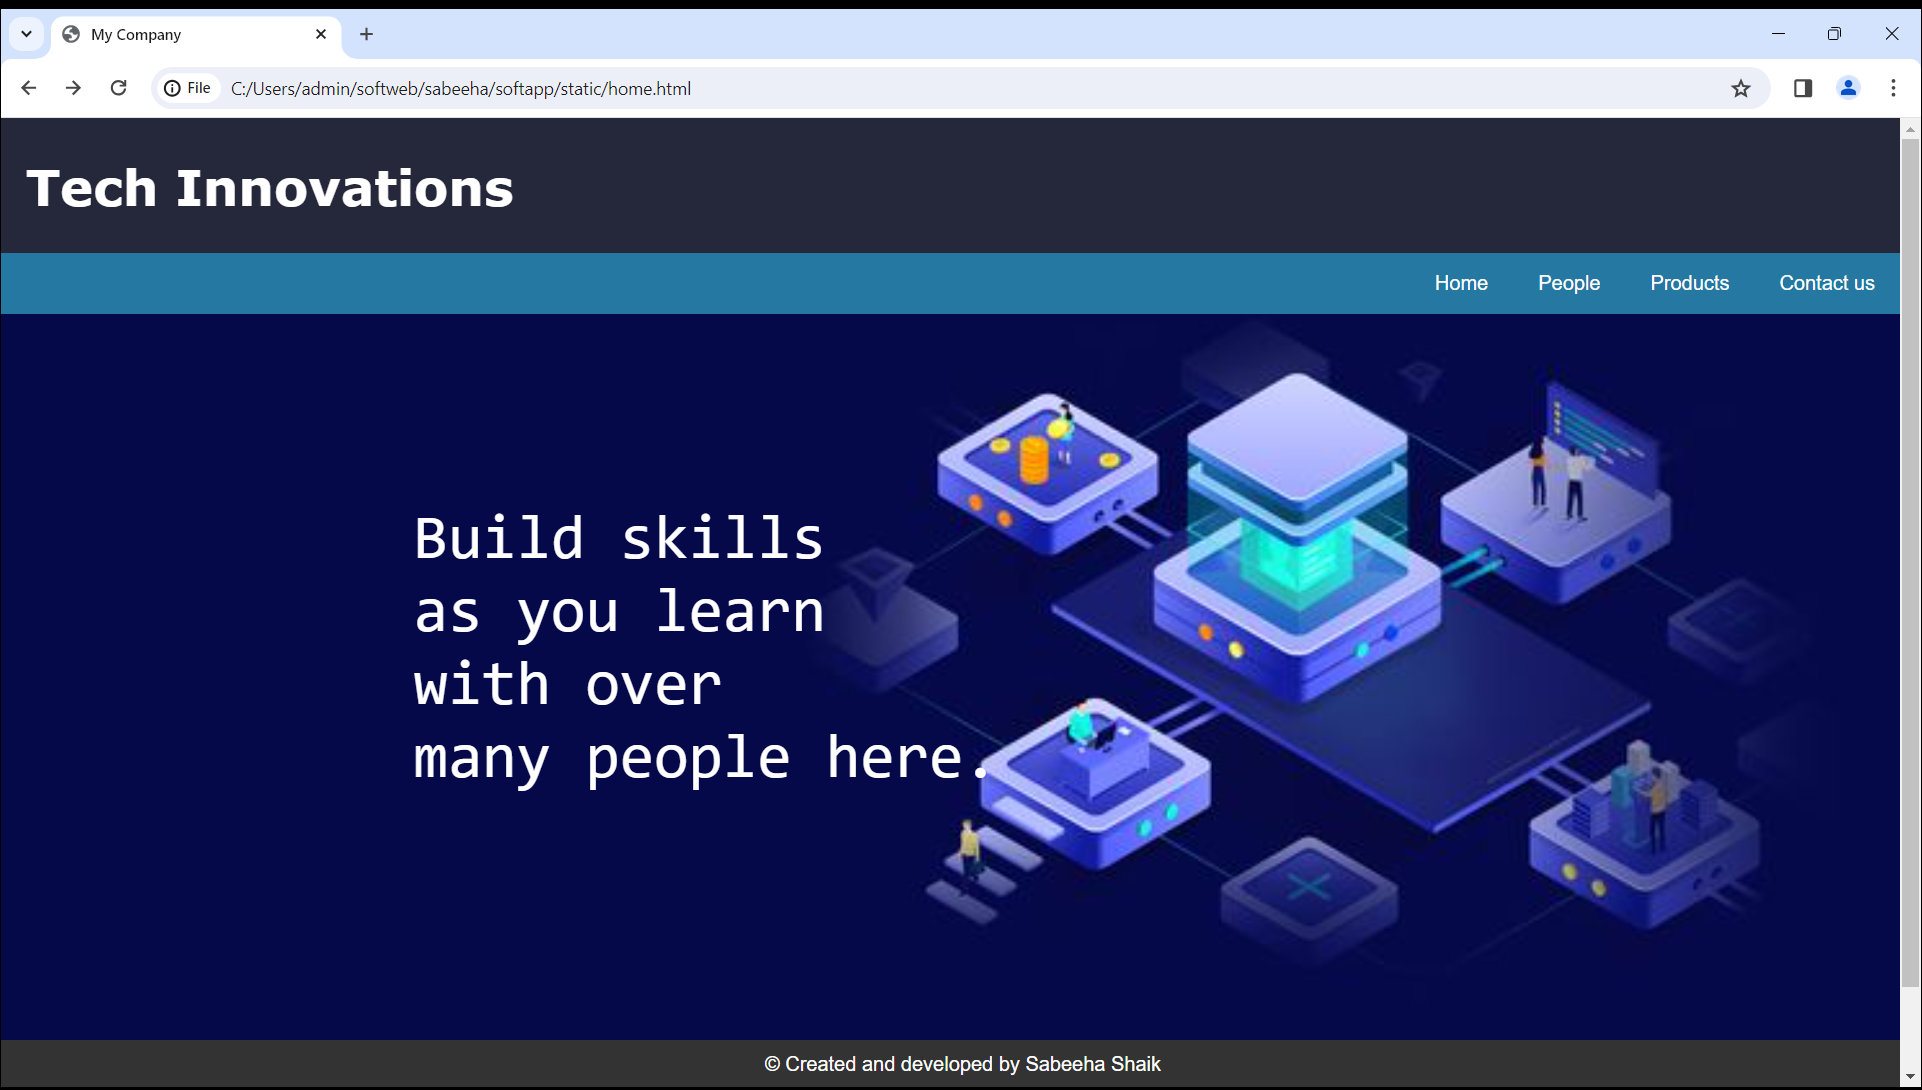 My Company
File C:/Users/admin/softweb/sabeeha/softapp/static/home.html
Tech Innovations
Home People Products Contact us
Build skills
as you learn
with over
many people here.
© Created and developed by Sabeeha Shaik